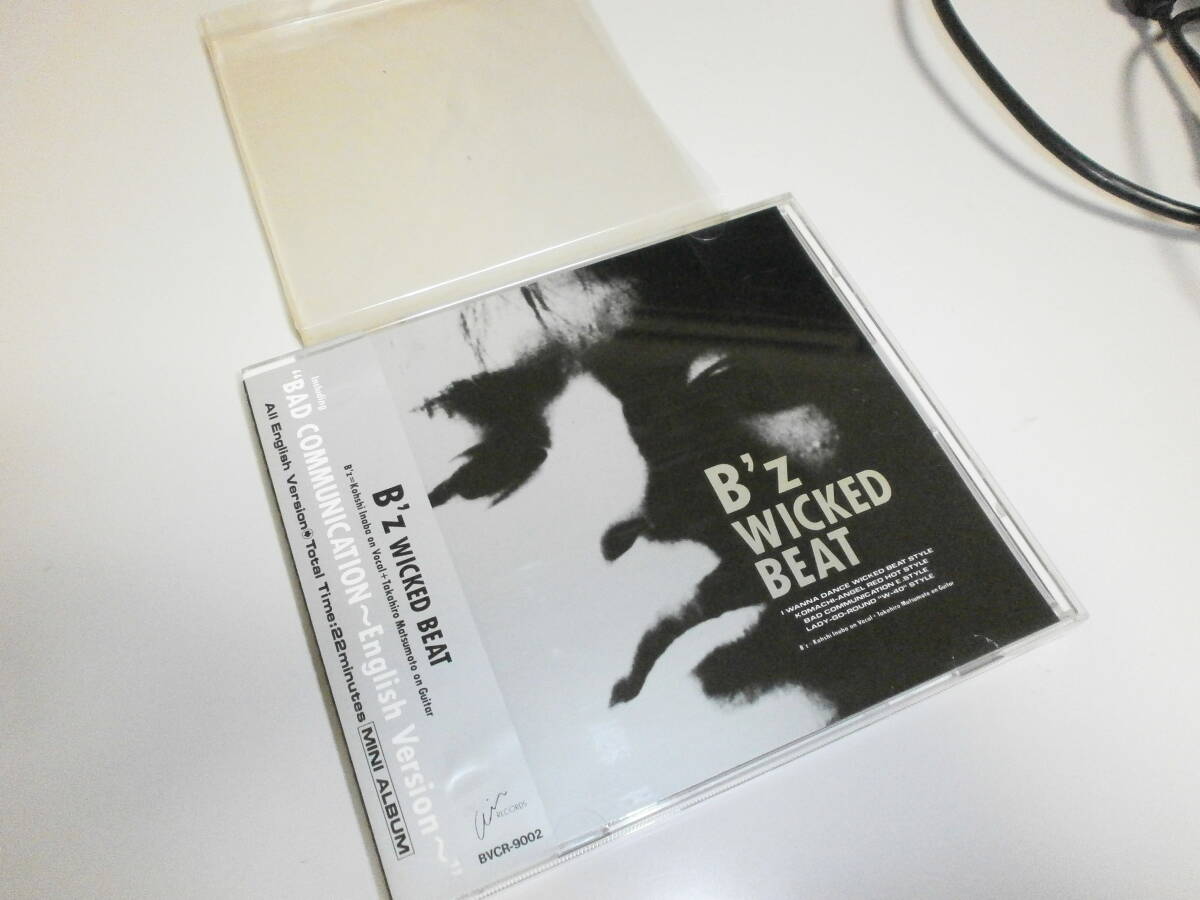 Including
"BAD COMMUNICATION～English Version～"
All English Version●Total Time:22minutes MINI ALBUM
B'z WICKED BEAT
B'z=Kohshi Inaba on Vocal+Takahiro Matsumoto on Guitar
air RECORDS
BVCR-9002
B'z
WICKED
BEAT
I WANNA DANCE WICKED BEAT STYLE
KOMACHI-ANGEL RED HOT STYLE
BAD COMMUNICATION E.STYLE
LADY-GO-ROUND "W-40" STYLE
B'z=Kohshi Inaba on Vocal+Takahiro Matsumoto on Guitar